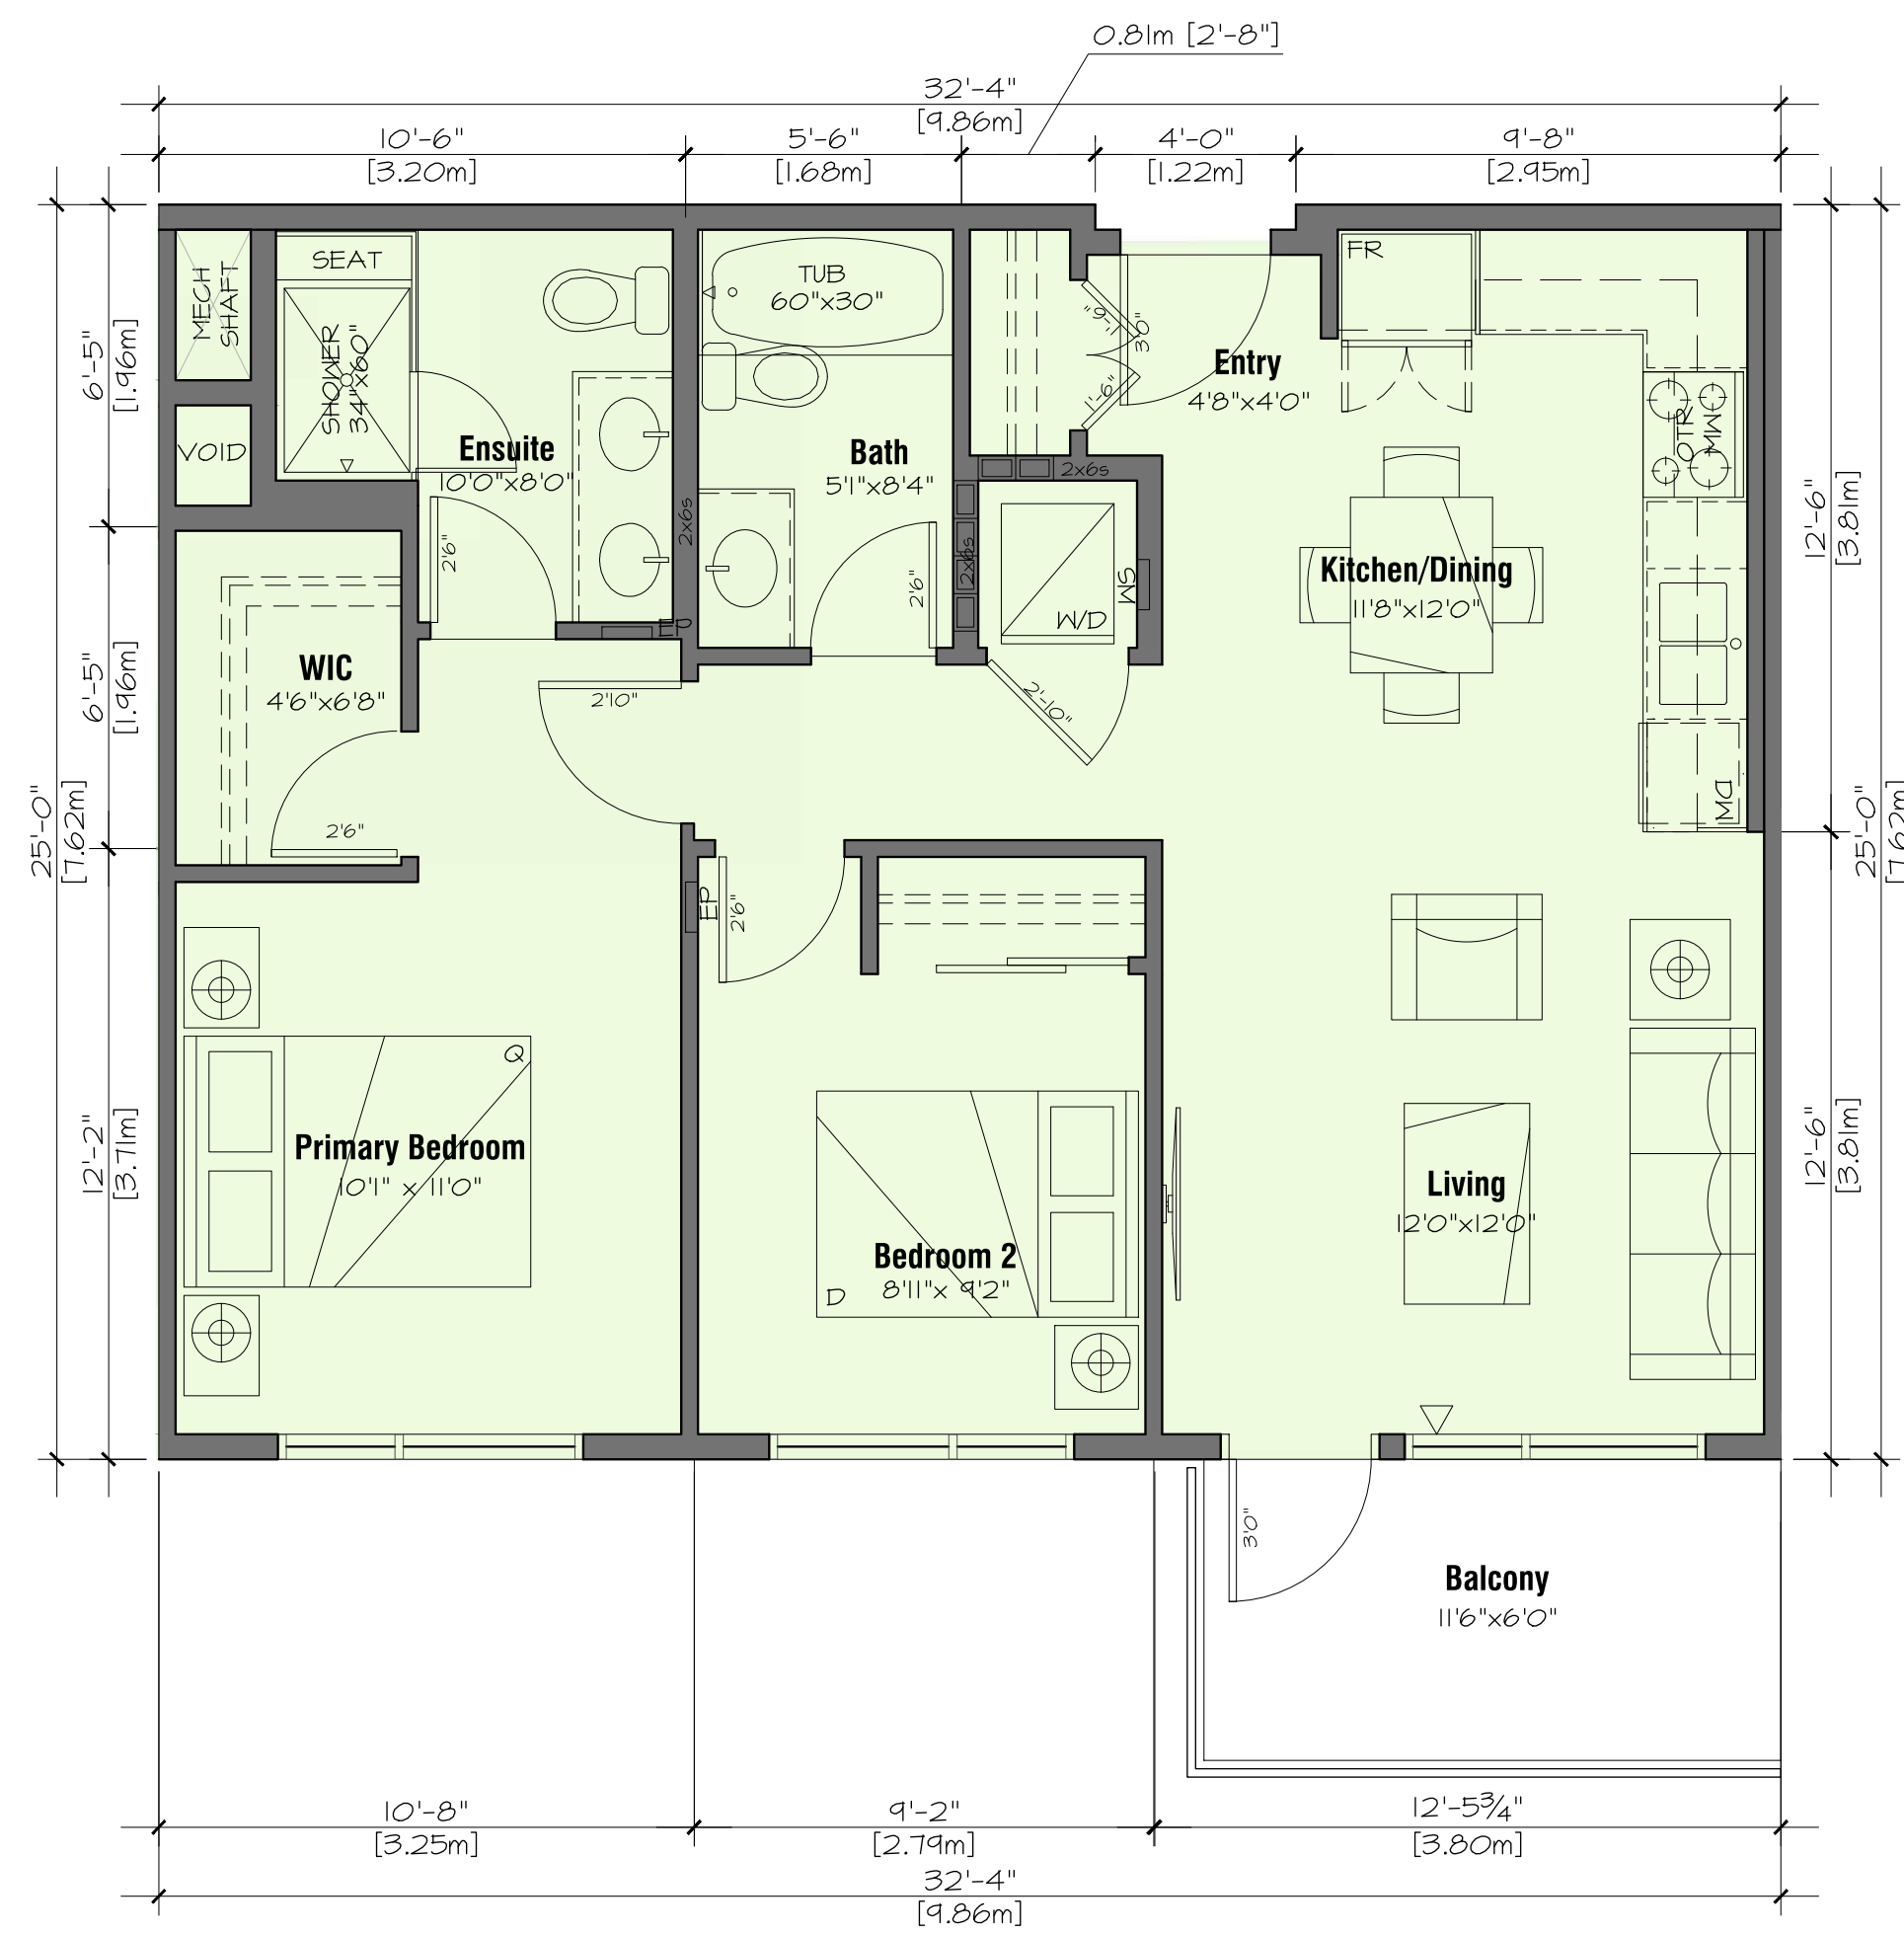 0.81m [2'-8"]
32'-4"
[9.86m]
10'-6"
[3.20m]
5'-6"
[1.68m]
4'-0"
[1.22m]
9'-8"
[2.95m]
MECH
SHAFT
SEAT
SHOWER
34"x60"
TUB
60"x30"
FR
1'-6"
3'0"
1'-6"
Entry
4'8"x4'0"
6'-5"
[1.96m]
VOID
Ensuite
10'0"x8'0"
Bath
5'1"x8'4"
2x6s
OTR
MMW
12'-6"
[3.81m]
2'6"
2x6s
2'6"
2x6s
SM
W/D
EU
Kitchen/Dining
11'8"x12'0"
WIC
4'6"x6'8"
6'-5"
[1.96m]
2'10"
2'-10"
DW
2'6"
25'-0"
[7.62m]
25'-0"
[7.62m
EP
2'6"
Q
Primary Bedroom
10'1" x 11'0"
12'-2"
[3.71m]
Bedroom 2
8'11"x 9'2"
D
Living
12'0"x12'0"
12'-6"
[3.81m]
3'0"
Balcony
11'6"x6'0"
10'-8"
[3.25m]
9'-2"
[2.79m]
12'-5¾"
[3.80m]
32'-4"
[9.86m]